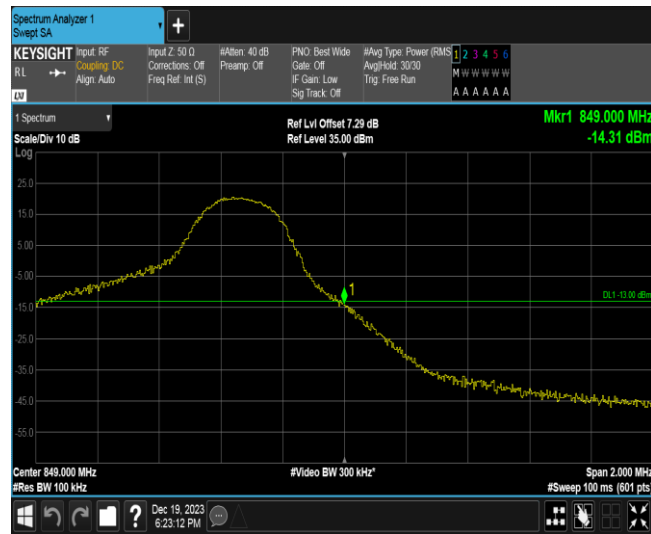 Spectrum Analyzer 1
Swept SA
KEYSIGHT
RL
LXI
Input: RF
Coupling: DC
Align: Auto
Input Z: 50 Ω
Corrections: Off
Freq Ref: Int (S)
#Atten: 40 dB
Preamp: Off
PNO: Best Wide
Gate: Off
IF Gain: Low
Sig Track: Off
#Avg Type: Power (RMS
Avg|Hold: 30/30
Trig: Free Run
1 2 3 4 5 6
M W W W W W
A A A A A A
1 Spectrum
Scale/Div 10 dB
Log
Ref Lvl Offset 7.29 dB
Ref Level 35.00 dBm
Mkr1 849.000 MHz
-14.31 dBm
25.0
15.0
5.00
-5.00
-15.0
-25.0
-35.0
-45.0
-55.0
1
DL1 -13.00 dBm
Center 849.000 MHz
#Res BW 100 kHz
#Video BW 300 kHz*
Span 2.000 MHz
#Sweep 100 ms (601 pts)
?
Dec 19, 2023
6:23:12 PM